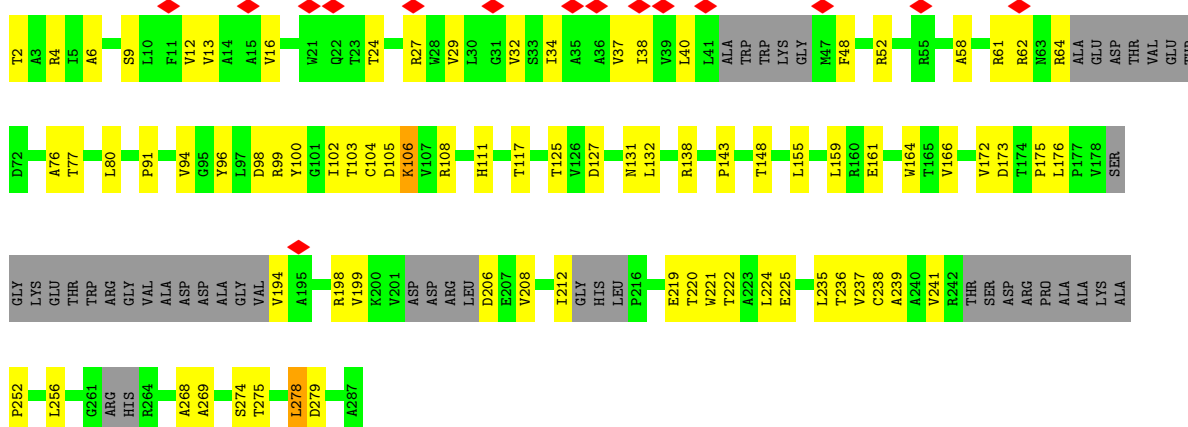 T2 A3 R4 I5 A6 S9 L10 F11 V12 V13 A14 A15 V16 W21 Q22 T23 T24 R27 W28 V29 L30 G31 V32 S33 I34 A35 A36 V37 I38 V39 L40 L41 ALA TRP TRP LYS GLY M47 F48 R52 R55 A58 R61 R62 N63 R64 ALA GLU ASP THR VAL GLU
D72 A76 T77 L80 P91 V94 G95 Y96 L97 D98 R99 Y100 G101 I102 T103 C104 D105 K106 V107 R108 H111 T117 T125 V126 D127 N131 L132 R138 P143 T148 L155 L159 R160 E161 W164 T165 V166 V172 D173 T174 P175 L176 P177 V178 SER
GLY LYS GLU THR TRP ARG GLY VAL ALA ASP ASP ALA GLY VAL V194 A195 R198 V199 K200 V201 ASP ASP ARG LEU D206 E207 V208 I212 GLY HIS LEU P216 E219 T220 W221 T222 A223 L224 E225 L235 T236 V237 C238 A239 A240 V241 R242 THR SER ASP ARG PRO ALA ALA LYS ALA
P252 L256 G261 ARG HIS R264 A268 A269 S274 T275 L278 D279 A287